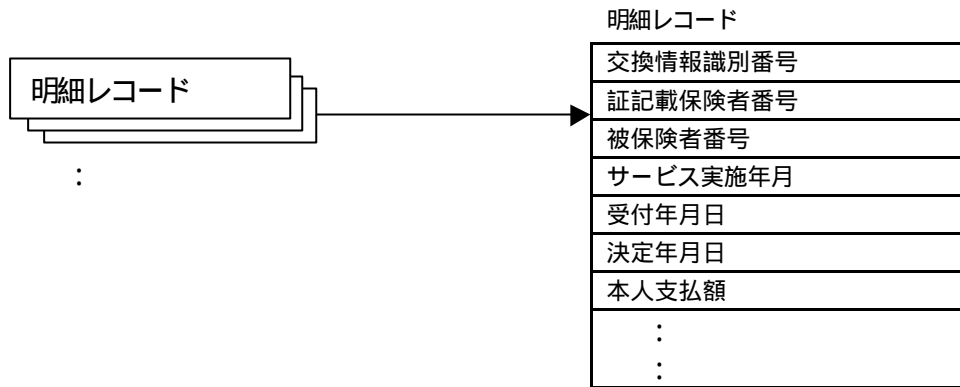 明細レコード
明細レコード
:
交換情報識別番号
証記載保険者番号
被保険者番号
サービス実施年月
受付年月日
決定年月日
本人支払額
:
: